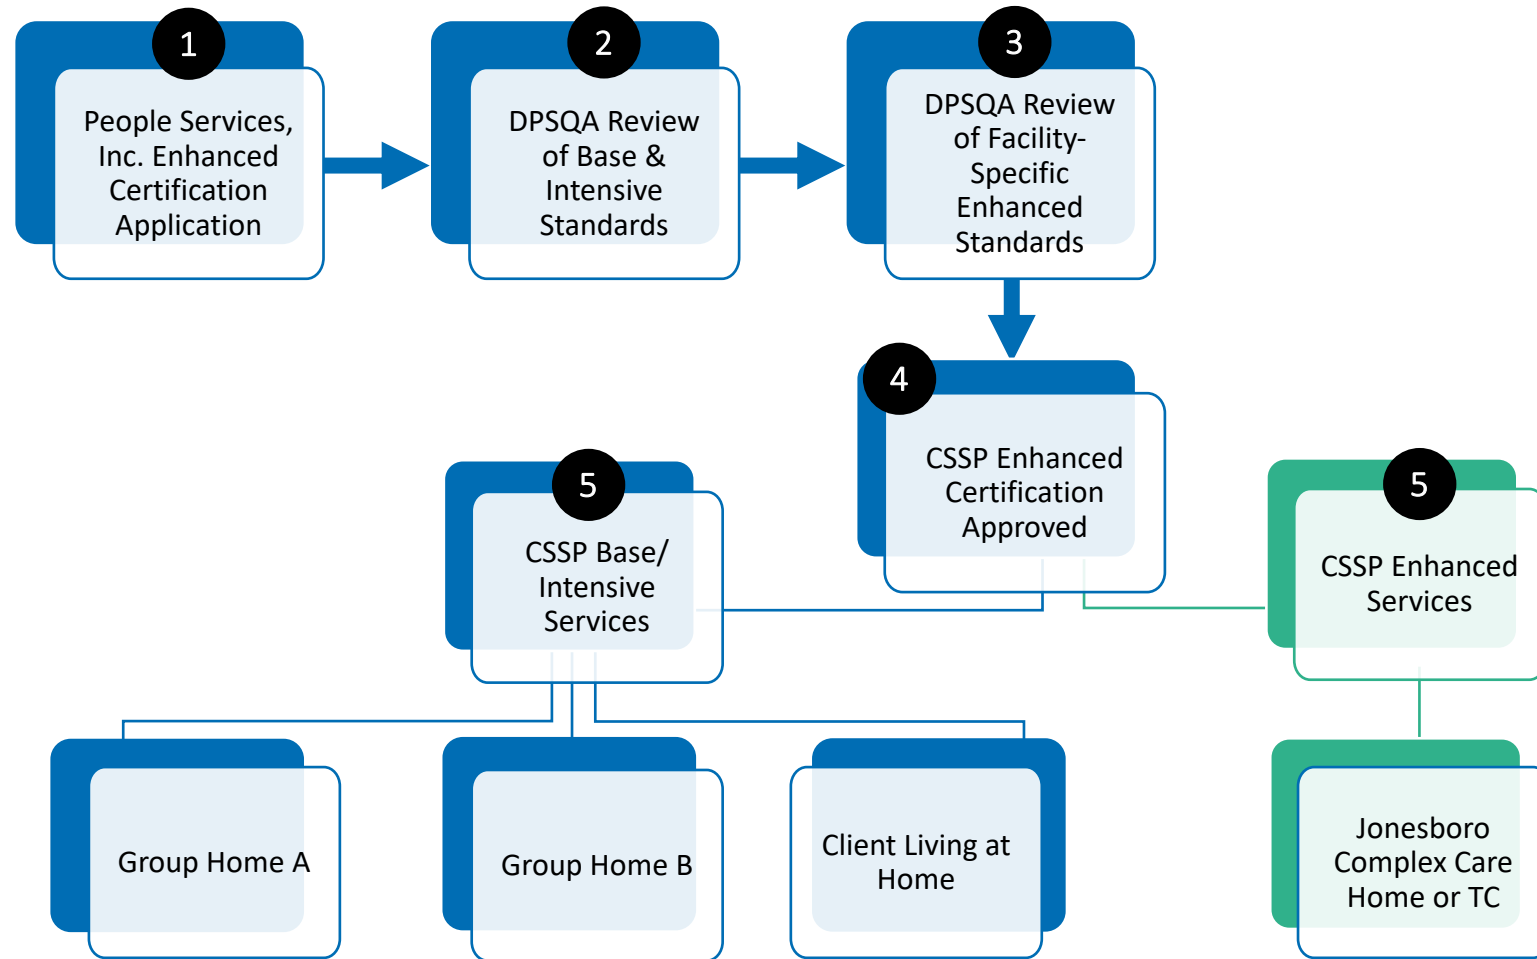 1
People Services,
Inc. Enhanced
Certification
Application
2
DPSQA Review
of Base &
Intensive
Standards
3
DPSQA Review
of Facility-
Specific
Enhanced
Standards
4
CSSP Enhanced
Certification
Approved
5
CSSP Base/
Intensive
Services
5
CSSP Enhanced
Services
Group Home A
Group Home B
Client Living at
Home
Jonesboro
Complex Care
Home or TC